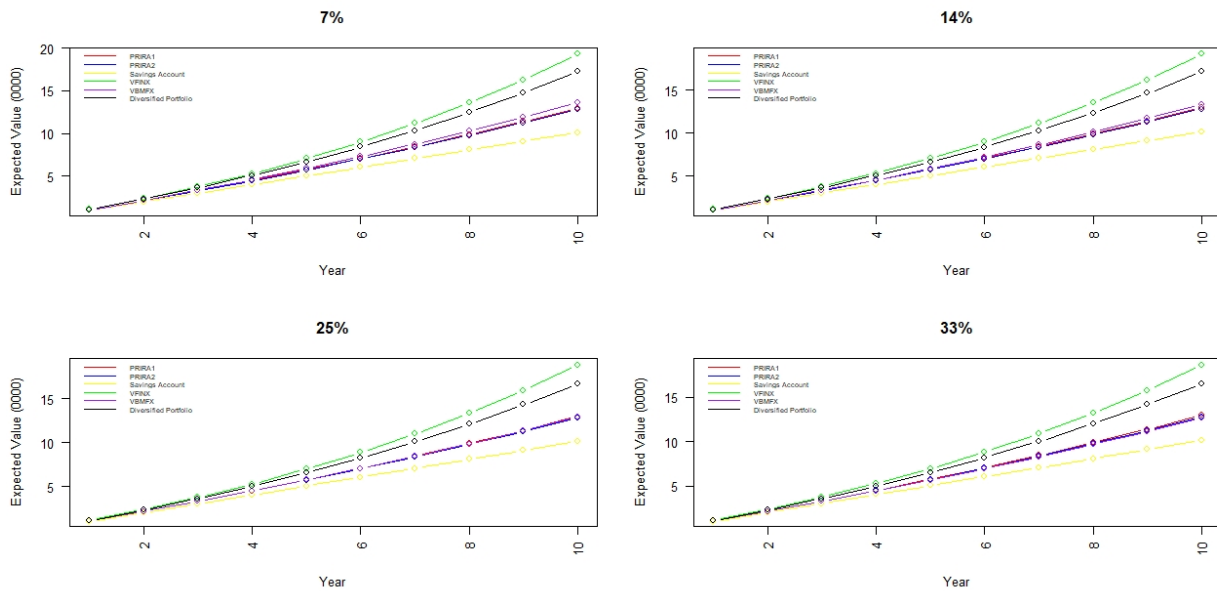 7%
Expected Value (0000)
20
15
10
5
PRIRA1
PRIRA2
Savings Account
VFINX
VBMFX
Diversified Portfolio
2
4
6
8
10
Year
14%
Expected Value (0000)
15
10
5
PRIRA1
PRIRA2
Savings Account
VFINX
VBMFX
Diversified Portfolio
2
4
6
8
10
Year
25%
Expected Value (0000)
15
10
5
PRIRA1
PRIRA2
Savings Account
VFINX
VBMFX
Diversified Portfolio
2
4
6
8
10
Year
33%
Expected Value (0000)
15
10
5
PRIRA1
PRIRA2
Savings Account
VFINX
VBMFX
Diversified Portfolio
2
4
6
8
10
Year